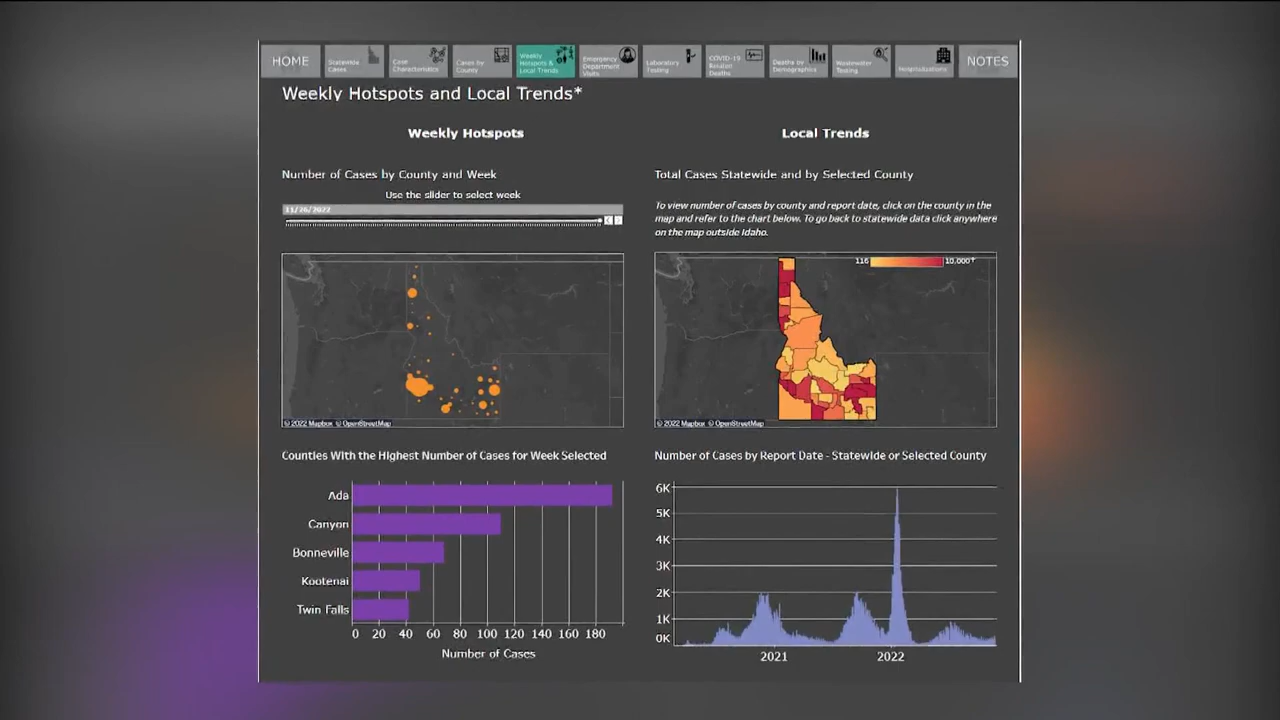 HOME
Statewide
Cases
Case
Characteristics
Cases by
County
Weekly
Hotspots &
Local Trends
Emergency
Department
Visits
Laboratory
Testing
COVID-19
Related
Deaths
Deaths by
Demographics
Wastewater
Testing
Hospitalizations
NOTES
Weekly Hotspots and Local Trends*
Weekly Hotspots
Number of Cases by County and Week
Use the slider to select week
11/26/2022
© 2022 Mapbox © OpenStreetMap
Counties With the Highest Number of Cases for Week Selected
Ada
Canyon
Bonneville
Kootenai
Twin Falls
0 20 40 60 80 100 120 140 160 180
Number of Cases
Local Trends
Total Cases Statewide and by Selected County
To view number of cases by county and report date, click on the county in the
map and refer to the chart below. To go back to statewide data click anywhere
on the map outside Idaho.
116 10,000+
© 2022 Mapbox © OpenStreetMap
Number of Cases by Report Date - Statewide or Selected County
6K
5K
4K
3K
2K
1K
0K
2021 2022